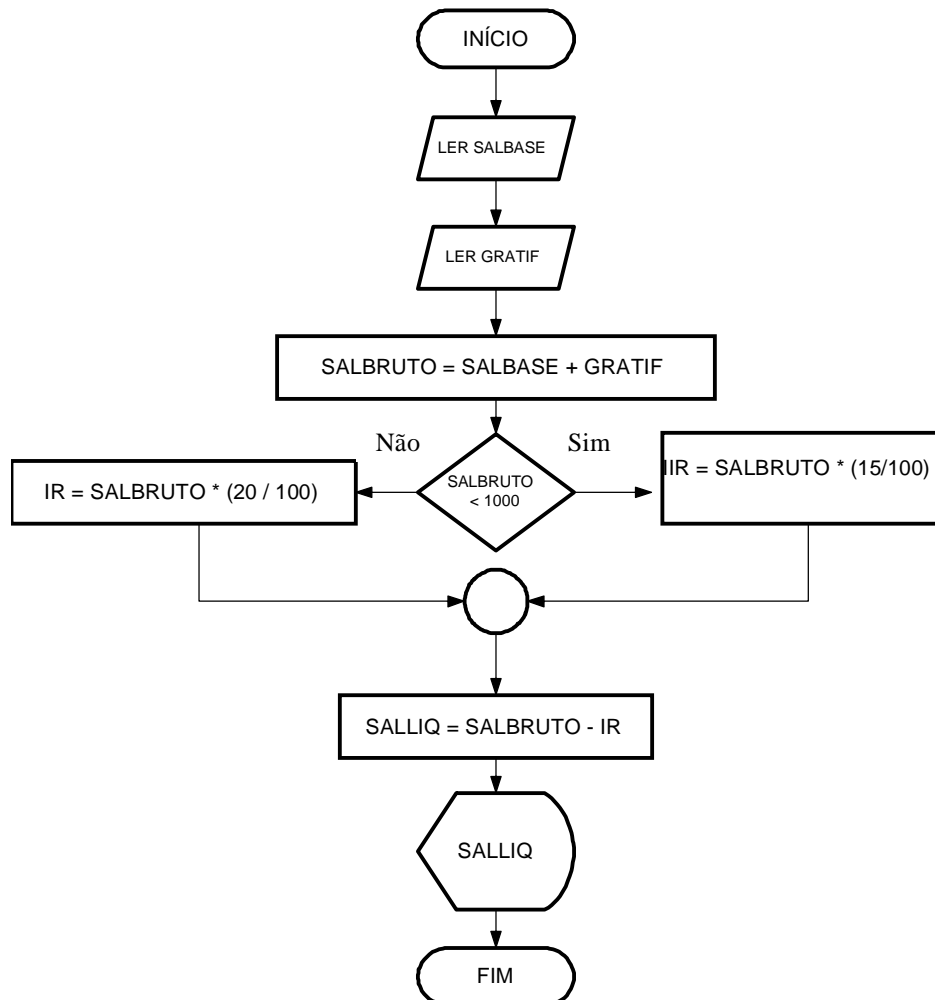 INÍCIO
LER SALBASE
LER GRATIF
SALBRUTO = SALBASE + GRATIF
Não
Sim
IR = SALBRUTO * (20 / 100)
SALBRUTO
< 1000
IIR = SALBRUTO * (15/100)
SALLIQ = SALBRUTO - IR
SALLIQ
FIM